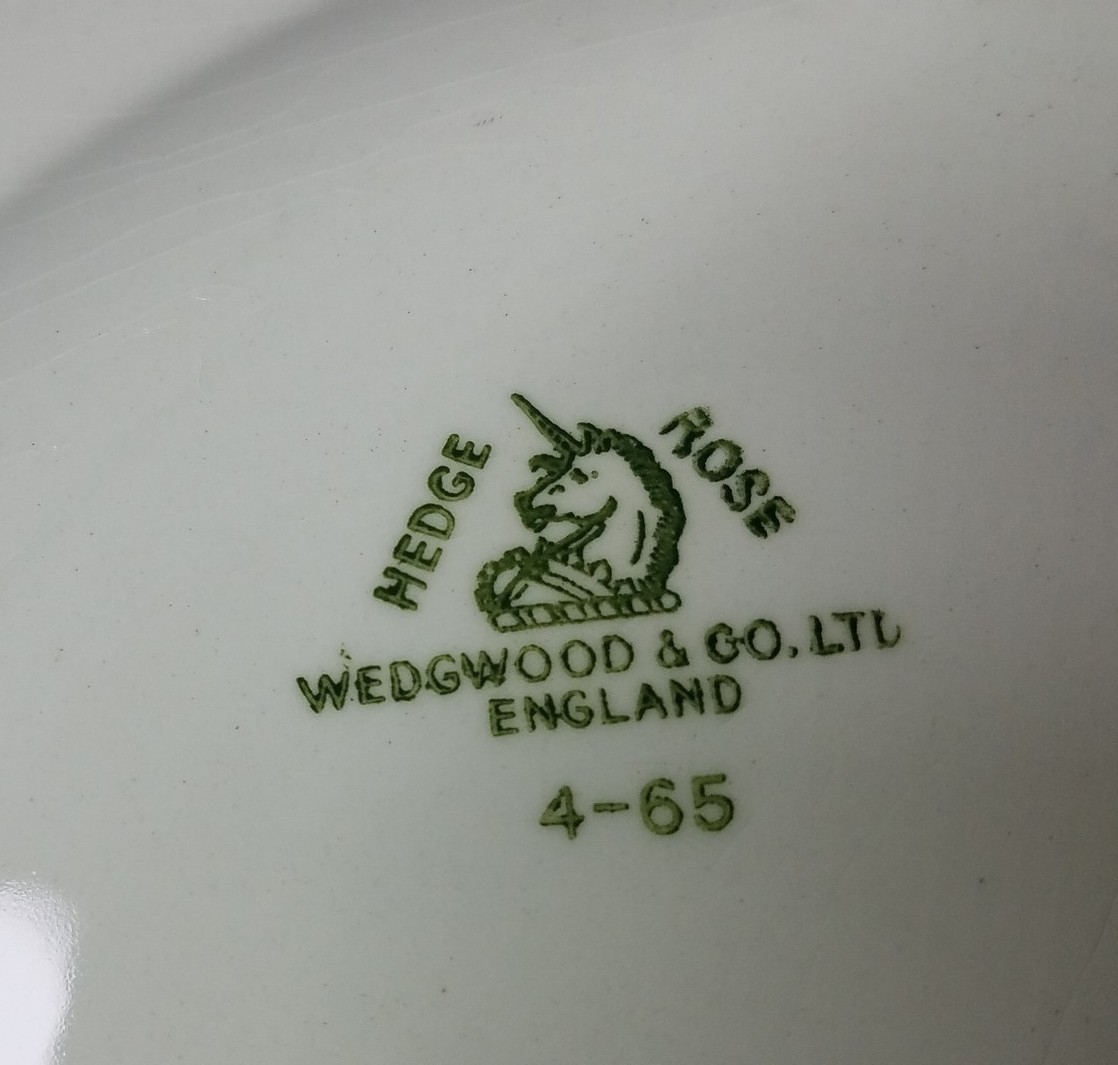 HEDGE ROSE
WEDGWOOD & CO. LTD
ENGLAND
4-65